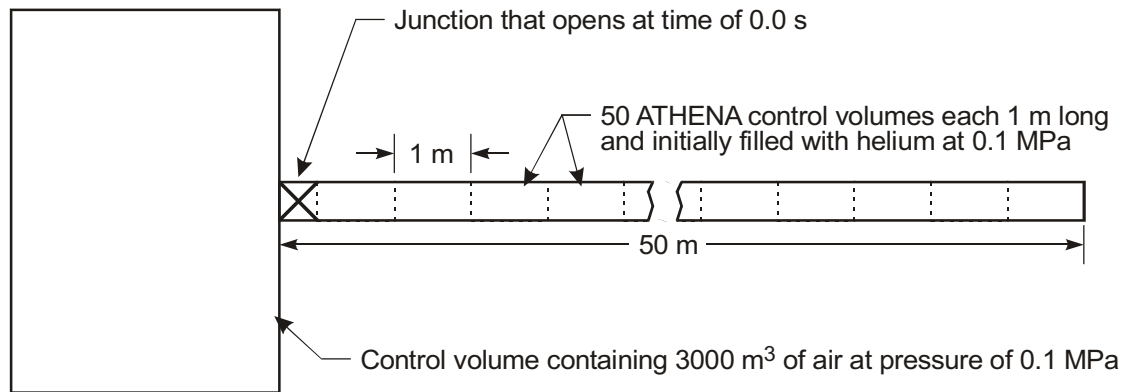 Junction that opens at time of 0.0 s
50 ATHENA control volumes each 1 m long
and initially filled with helium at 0.1 MPa
1 m
50 m
Control volume containing 3000 m³ of air at pressure of 0.1 MPa